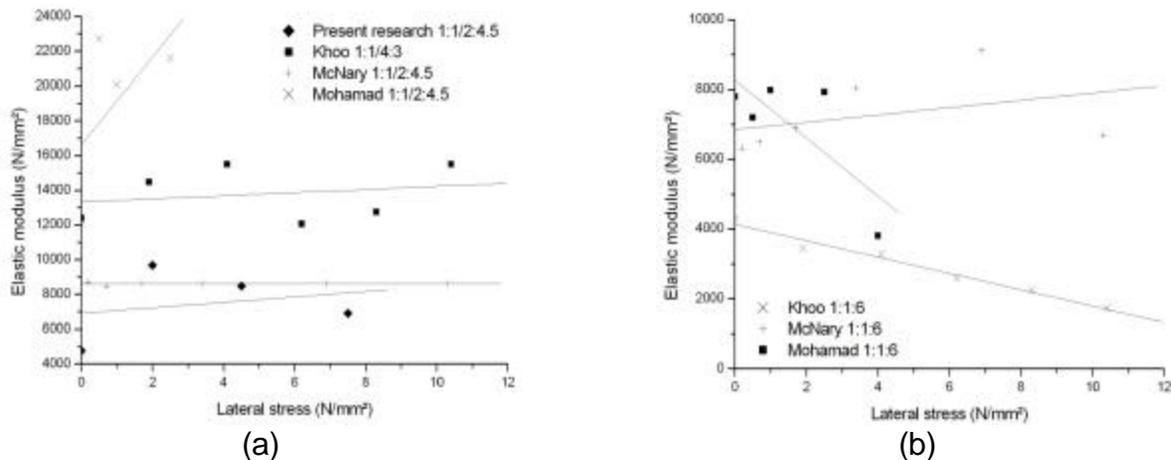 24000
22000
20000
18000
16000
14000
12000
10000
8000
6000
4000
Elastic modulus (N/mm²)
Present research 1:1/2:4.5
Khoo 1:1/4:3
McNary 1:1/2:4.5
Mohamad 1:1/2:4.5
0 2 4 6 8 10 12
Lateral stress (N/mm²)
(a)
10000
8000
6000
4000
2000
0
Elastic modulus (N/mm²)
Khoo 1:1:6
McNary 1:1:6
Mohamad 1:1:6
0 2 4 6 8 10 12
Lateral stress (N/mm²)
(b)